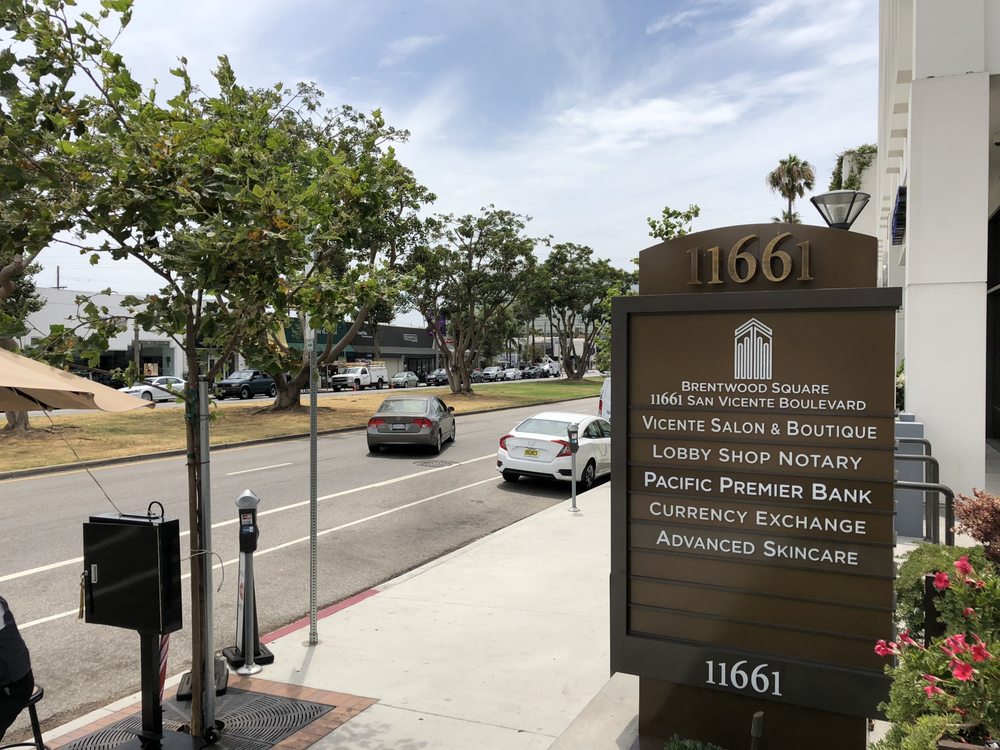 11661
Brentwood Square
11661 San Vicente Boulevard
Vicente Salon & Boutique
Lobby Shop Notary
Pacific Premier Bank
Currency Exchange
Advanced Skincare
11661